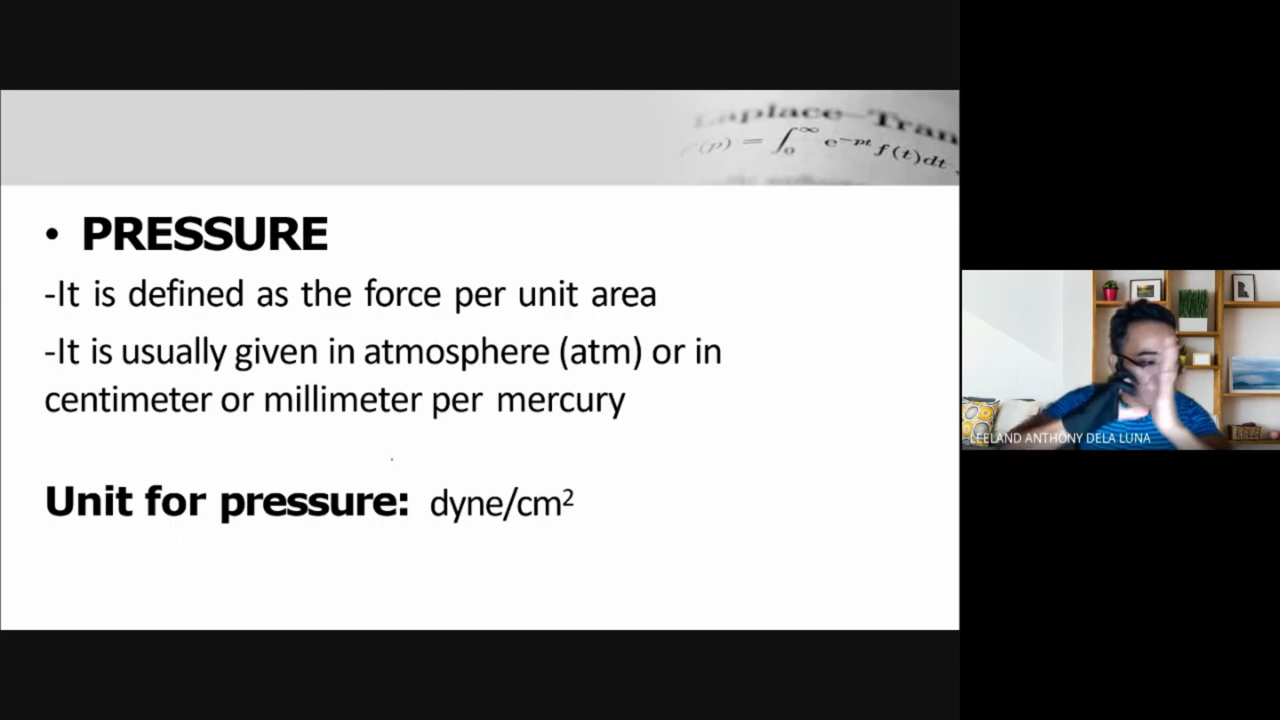 Laplace–Tran
(p) = ∫₀^∞ e^{−pt} f(t)dt
• PRESSURE
-It is defined as the force per unit area
-It is usually given in atmosphere (atm) or in
centimeter or millimeter per mercury
Unit for pressure: dyne/cm²
LEELAND ANTHONY DELA LUNA